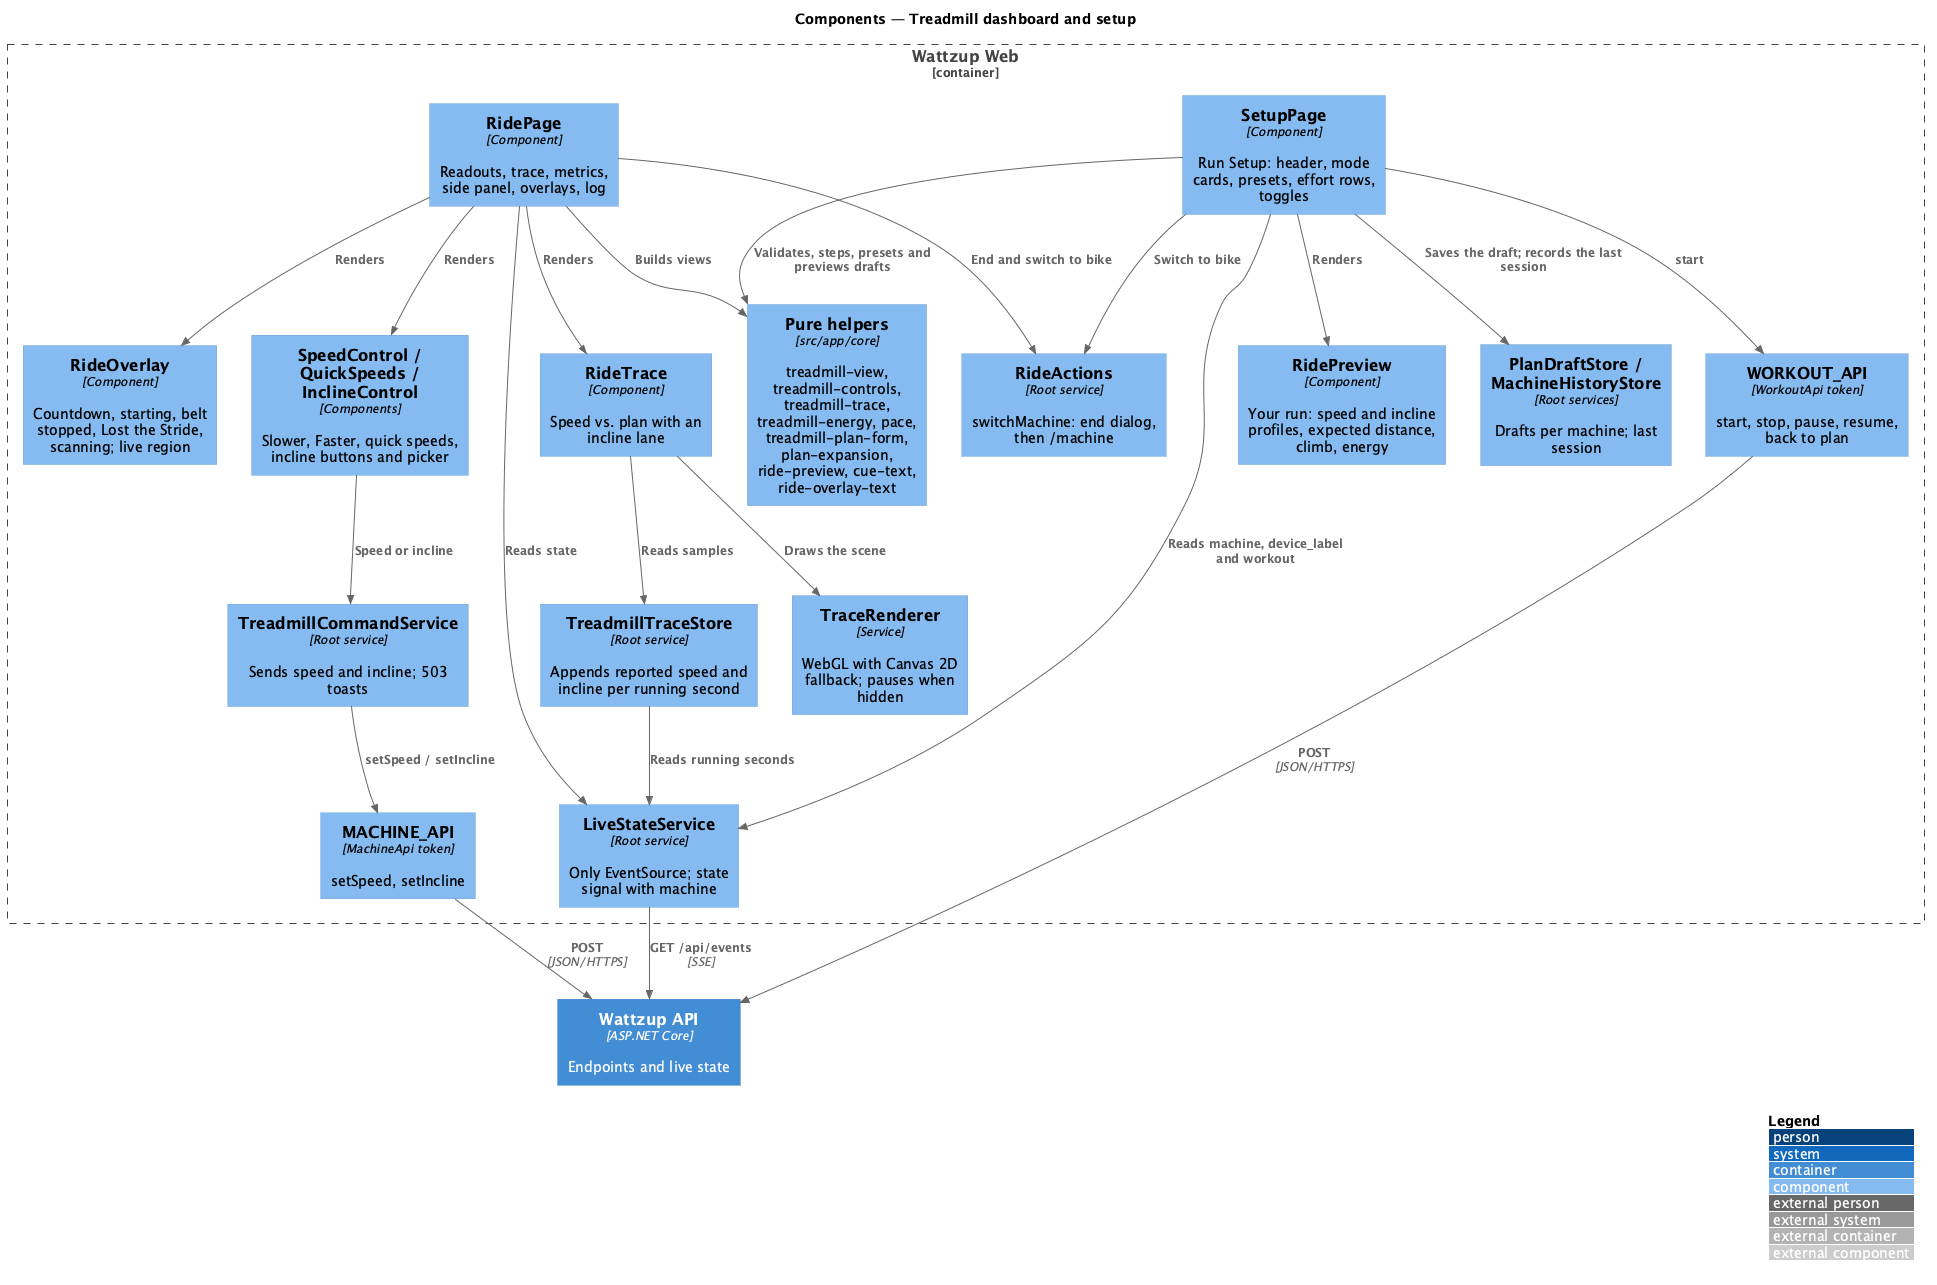 Components — Treadmill dashboard and setup
Wattzup Web
[container]
RidePage
[Component]
Readouts, trace, metrics,
side panel, overlays, log
SetupPage
[Component]
Run Setup: header, mode
cards, presets, effort rows,
toggles
Renders
Renders
Renders
Builds views
Validates, steps, presets and
previews drafts
End and switch to bike
Switch to bike
Renders
Saves the draft; records the last
session
start
RideOverlay
[Component]
Countdown, starting, belt
stopped, Lost the Stride,
scanning; live region
SpeedControl /
QuickSpeeds /
InclineControl
[Components]
Slower, Faster, quick speeds,
incline buttons and picker
RideTrace
[Component]
Speed vs. plan with an
incline lane
Pure helpers
[src/app/core]
treadmill-view,
treadmill-controls,
treadmill-trace,
treadmill-energy, pace,
treadmill-plan-form,
plan-expansion,
ride-preview, cue-text,
ride-overlay-text
RideActions
[Root service]
switchMachine: end dialog,
then /machine
RidePreview
[Component]
Your run: speed and incline
profiles, expected distance,
climb, energy
PlanDraftStore /
MachineHistoryStore
[Root services]
Drafts per machine; last
session
WORKOUT_API
[WorkoutApi token]
start, stop, pause, resume,
back to plan
Speed or incline
Reads state
Reads samples
Draws the scene
Reads machine, device_label
and workout
TreadmillCommandService
[Root service]
Sends speed and incline; 503
toasts
TreadmillTraceStore
[Root service]
Appends reported speed and
incline per running second
TraceRenderer
[Service]
WebGL with Canvas 2D
fallback; pauses when
hidden
setSpeed / setIncline
Reads running seconds
POST
[JSON/HTTPS]
MACHINE_API
[MachineApi token]
setSpeed, setIncline
LiveStateService
[Root service]
Only EventSource; state
signal with machine
POST
[JSON/HTTPS]
GET /api/events
[SSE]
Wattzup API
[ASP.NET Core]
Endpoints and live state
Legend
person
system
container
component
external person
external system
external container
external component